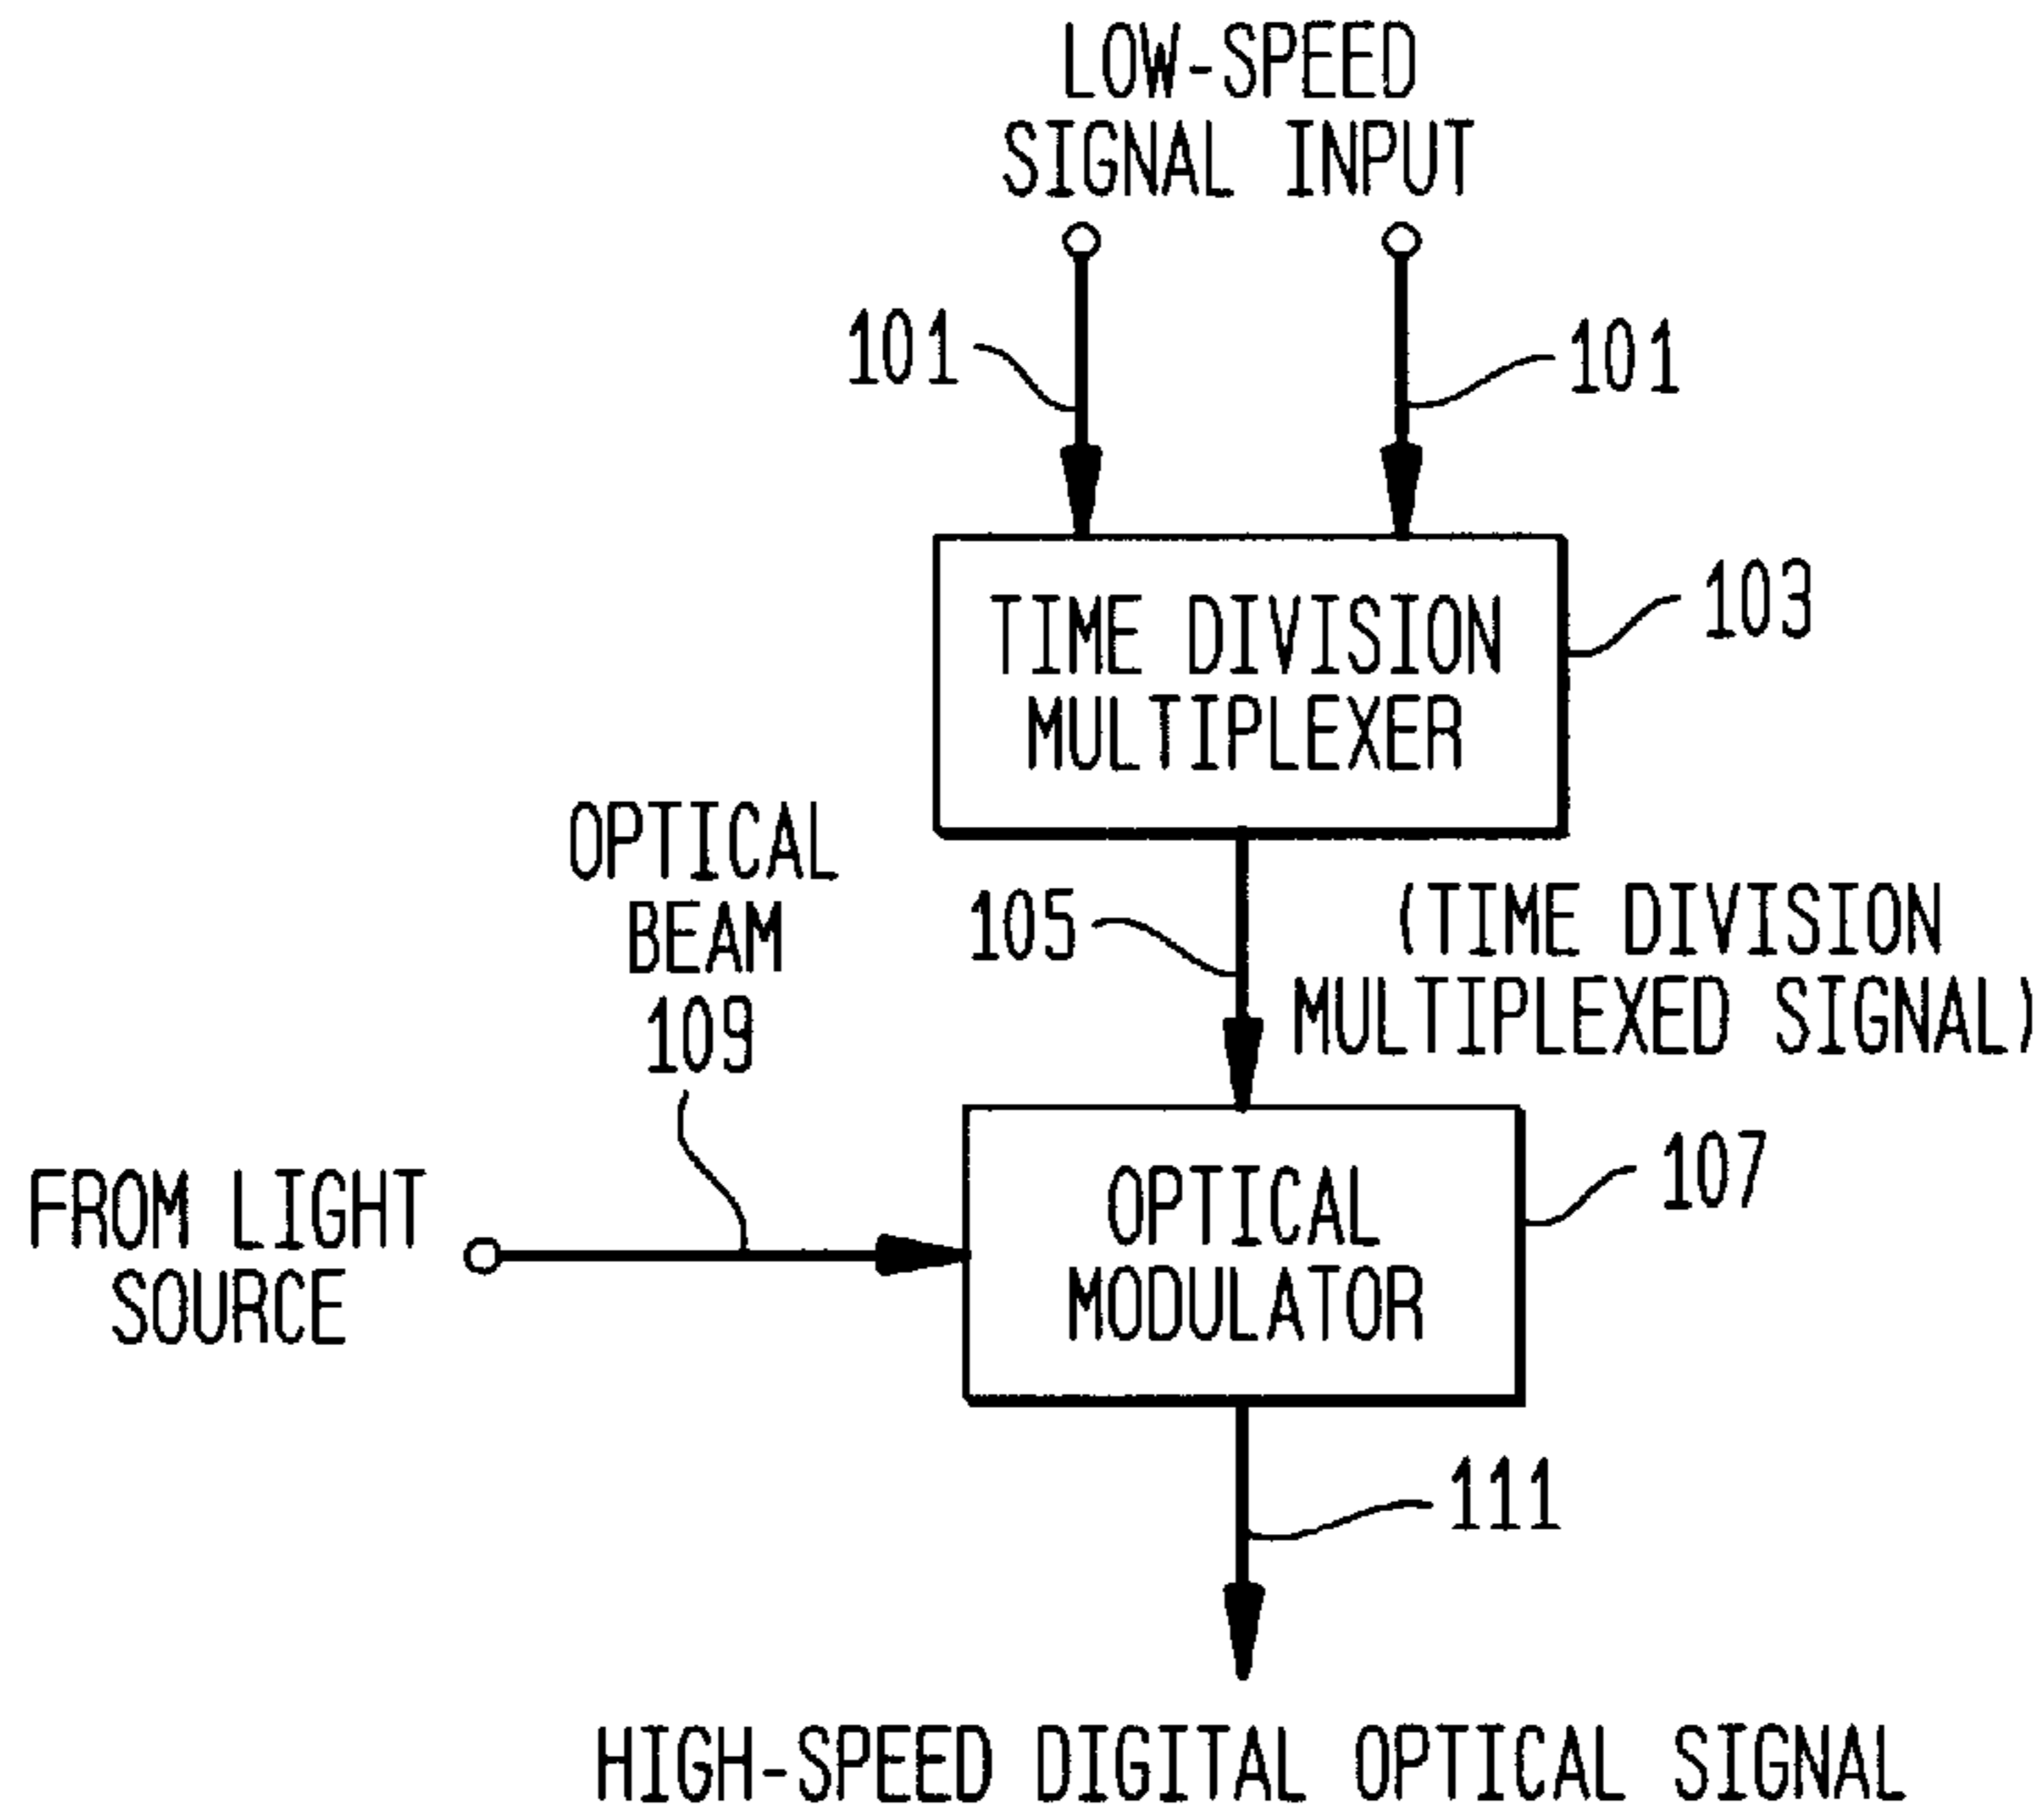 LOW-SPEED
SIGNAL INPUT
101
101
TIME DIVISION
MULTIPLEXER
103
OPTICAL
BEAM
109
105
(TIME DIVISION
MULTIPLEXED SIGNAL)
FROM LIGHT
SOURCE
OPTICAL
MODULATOR
107
111
HIGH-SPEED DIGITAL OPTICAL SIGNAL